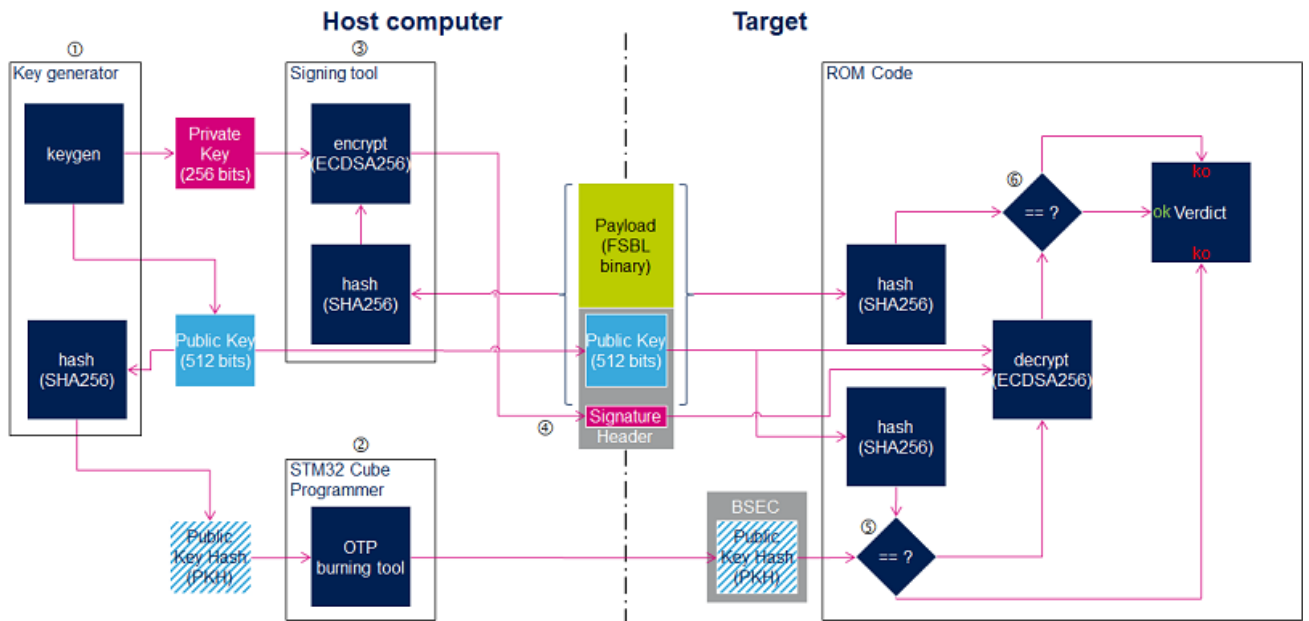 Host computer
Target
①
Key generator
keygen
Private
Key
(256 bits)
③
Signing tool
encrypt
(ECDSA256)
hash
(SHA256)
hash
(SHA256)
Public Key
(512 bits)
Payload
(FSBL
binary)
Public Key
(512 bits)
Signature
Header
④
②
STM32 Cube
Programmer
OTP
burning tool
Public
Key Hash
(PKH)
BSEC
Public
Key Hash
(PKH)
ROM Code
⑥
== ?
ko
ok Verdict
ko
hash
(SHA256)
decrypt
(ECDSA256)
hash
(SHA256)
⑤
== ?